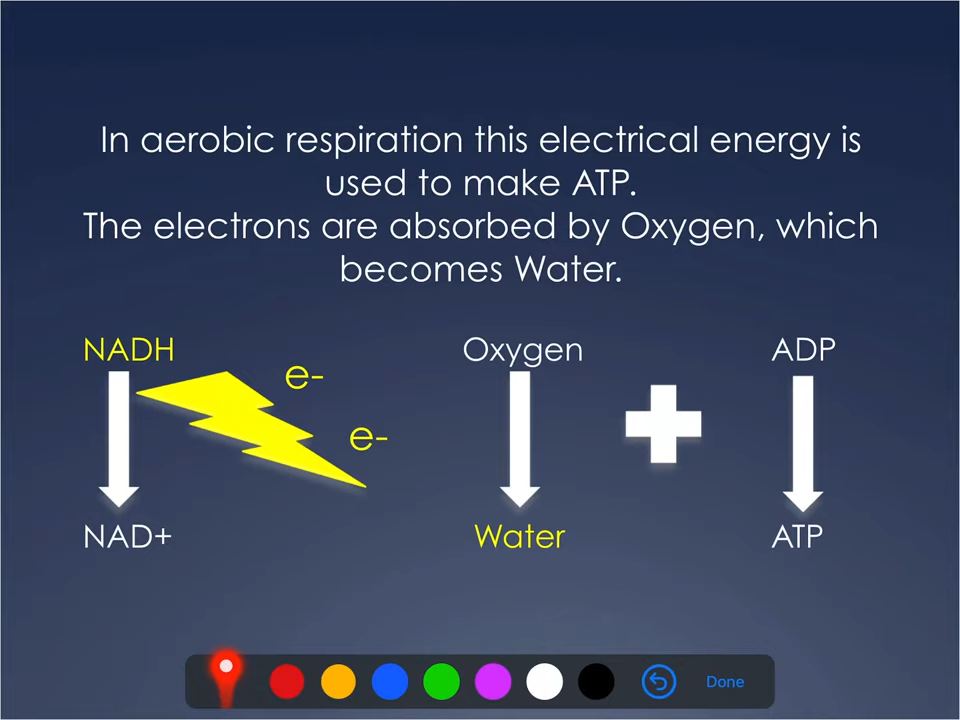 In aerobic respiration this electrical energy is
used to make ATP.
The electrons are absorbed by Oxygen, which
becomes Water.
NADH
e-
e-
Oxygen
ADP
NAD+
Water
ATP
Done